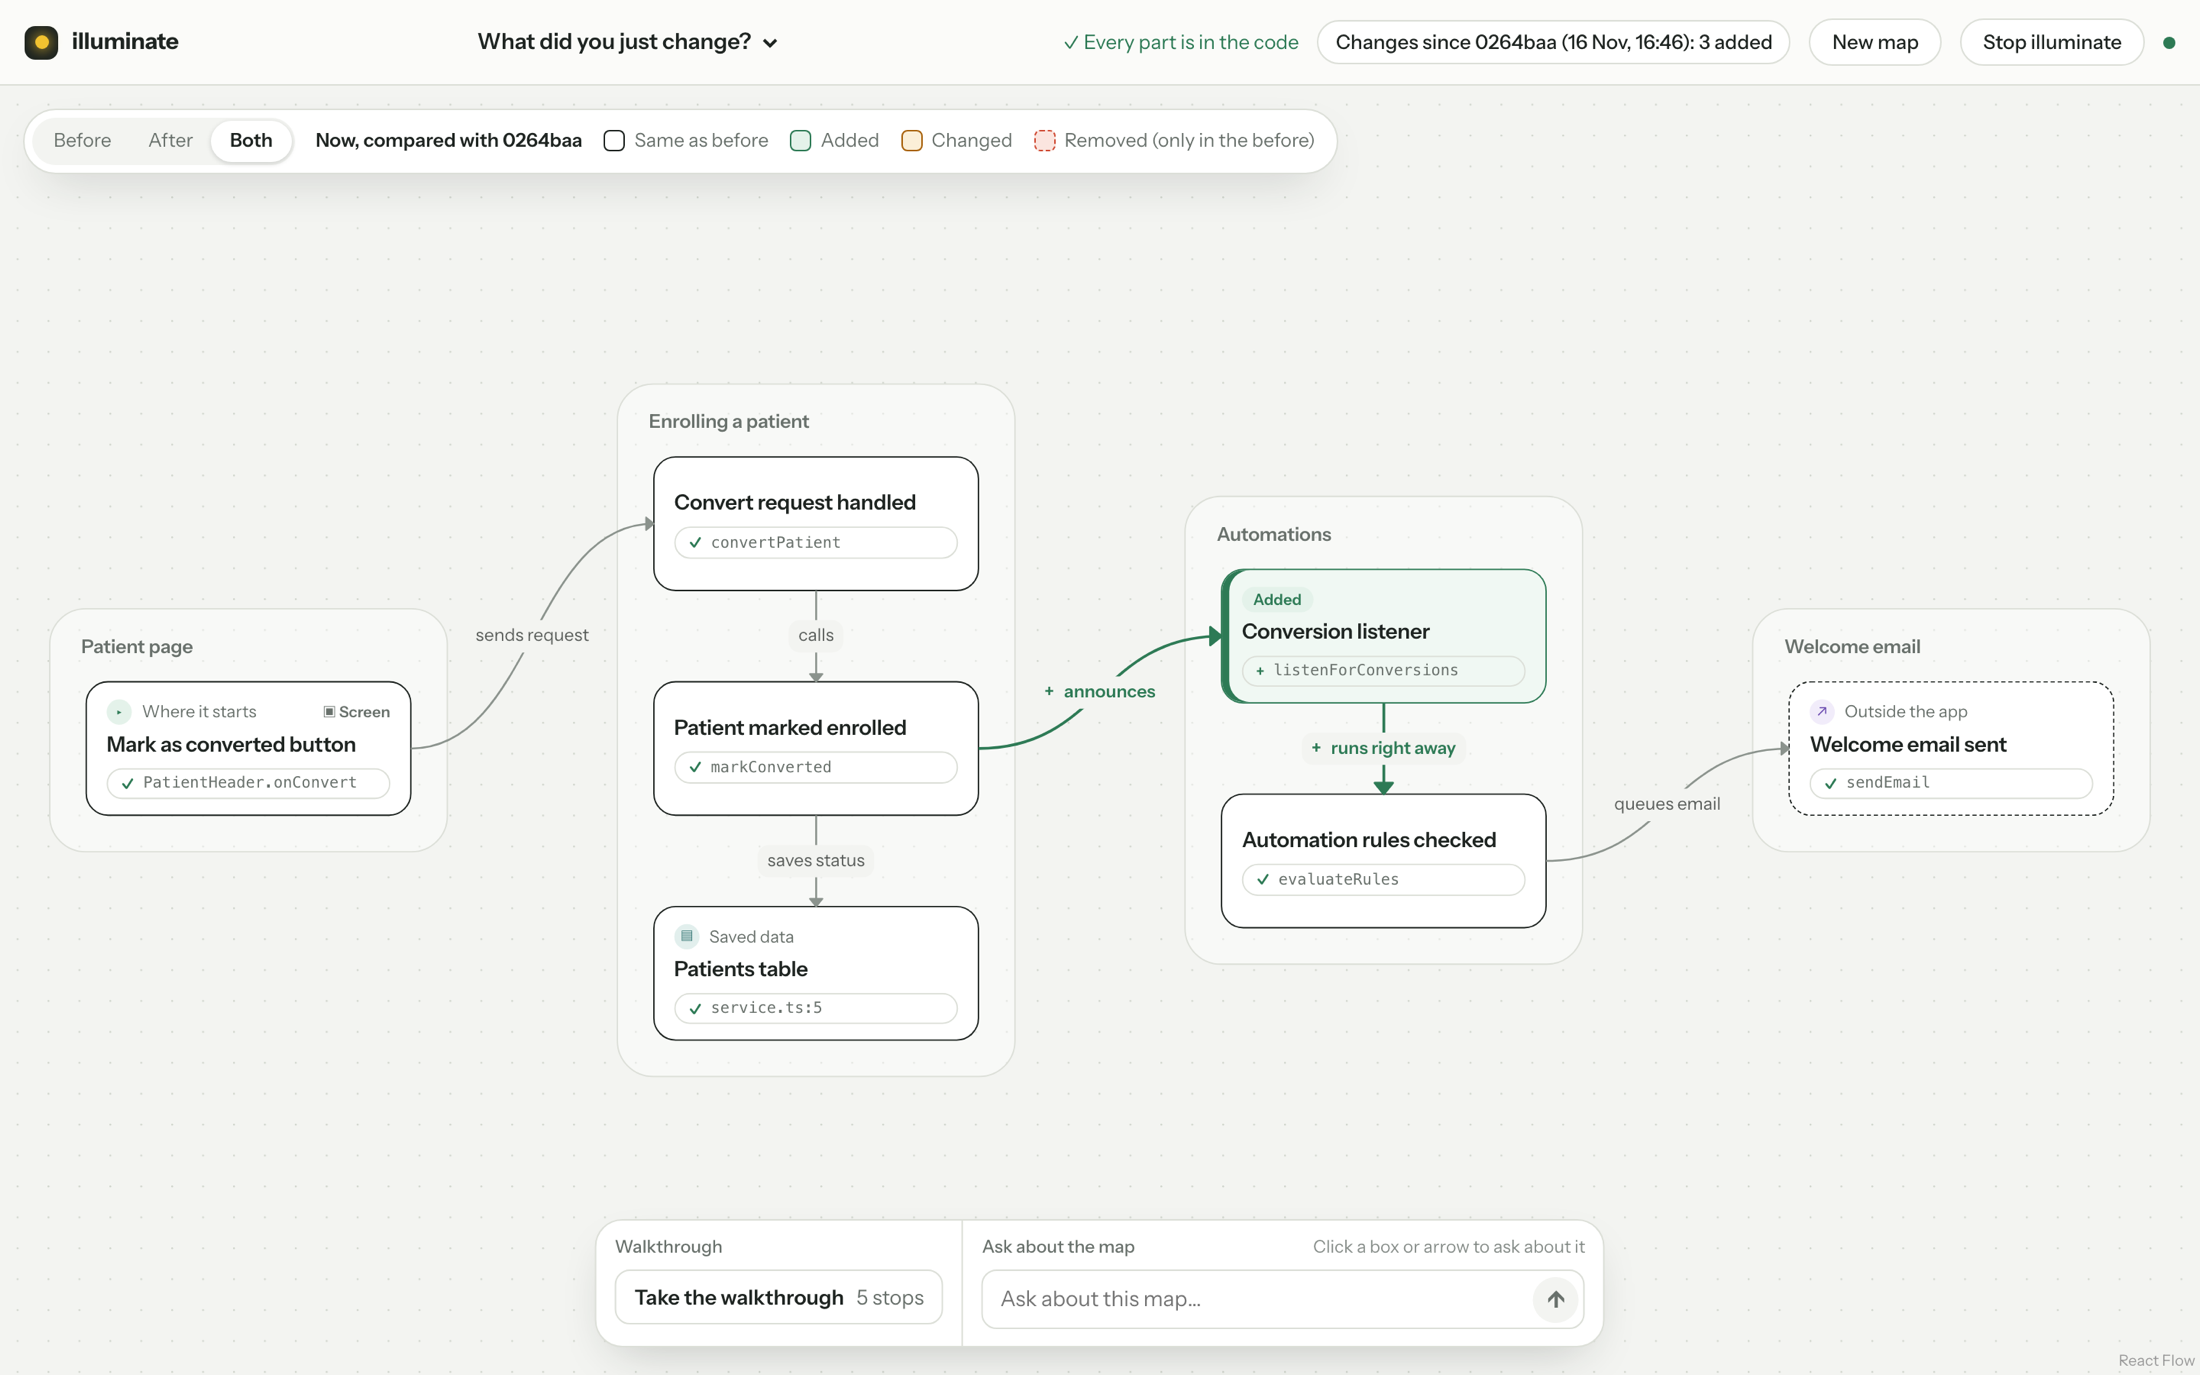 illuminate
What did you just change?
✓ Every part is in the code
Changes since 0264baa (16 Nov, 16:46): 3 added
New map
Stop illuminate
Before
After
Both
Now, compared with 0264baa
Same as before
Added
Changed
Removed (only in the before)
Patient page
Where it starts
Screen
Mark as converted button
✓ PatientHeader.onConvert
sends request
Enrolling a patient
Convert request handled
✓ convertPatient
calls
Patient marked enrolled
✓ markConverted
saves status
Saved data
Patients table
✓ service.ts:5
+ announces
Automations
Added
Conversion listener
+ listenForConversions
+ runs right away
Automation rules checked
✓ evaluateRules
queues email
Welcome email
Outside the app
Welcome email sent
✓ sendEmail
Walkthrough
Take the walkthrough 5 stops
Ask about the map
Click a box or arrow to ask about it
Ask about this map...
React Flow